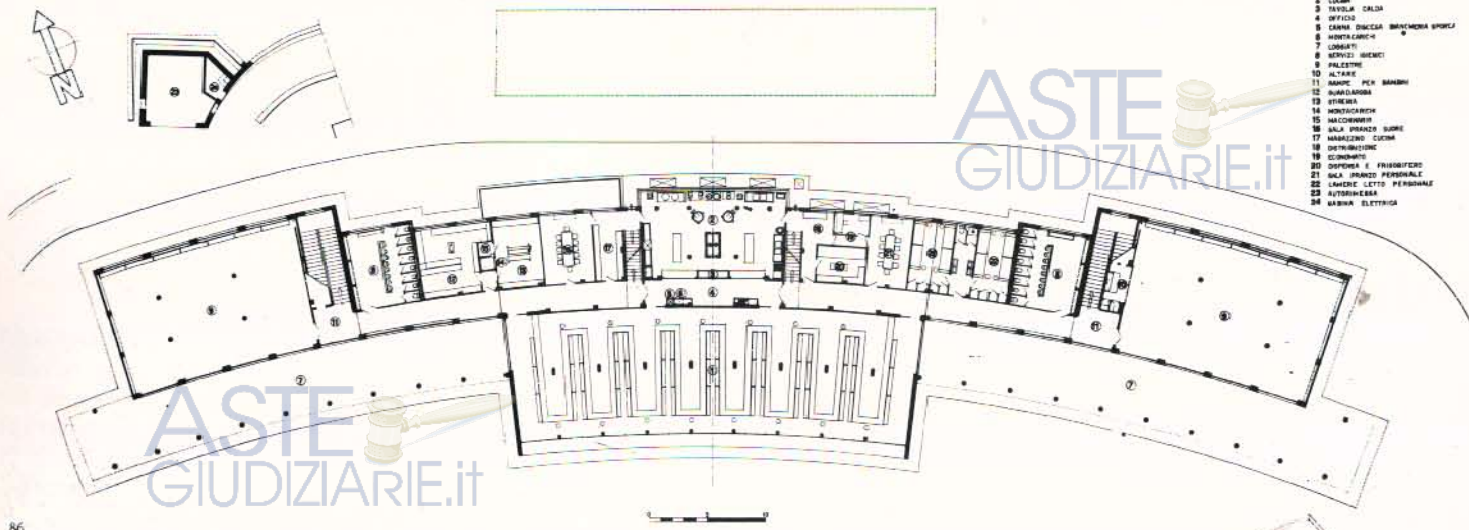 N
2 CUCINA
3 TAVOLA CALDA
4 OFFICIO
5 CANNA DISCESA BIANCHERIA SPORCA
6 MONTACARICHI
7 LOGGIATI
8 SERVIZI IGIENICI
9 PALESTRE
10 ALTARE
11 RAMPE PER BAMBINI
12 GUARDAROBA
13 STIRERIA
14 MONTACARICHI
15 MACCHINARIO
16 SALA PRANZO SUORE
17 MAGAZZINO CUCINA
18 DISTRIBUZIONE
19 ECONOMATO
20 DISPENSA E FRIGORIFERO
21 SALA PRANZO PERSONALE
22 CAMERE LETTO PERSONALE
23 AUTORIMESSA
24 CABINA ELETTRICA
ASTE
GIUDIZIARIE.it
ASTE
GIUDIZIARIE.it
86